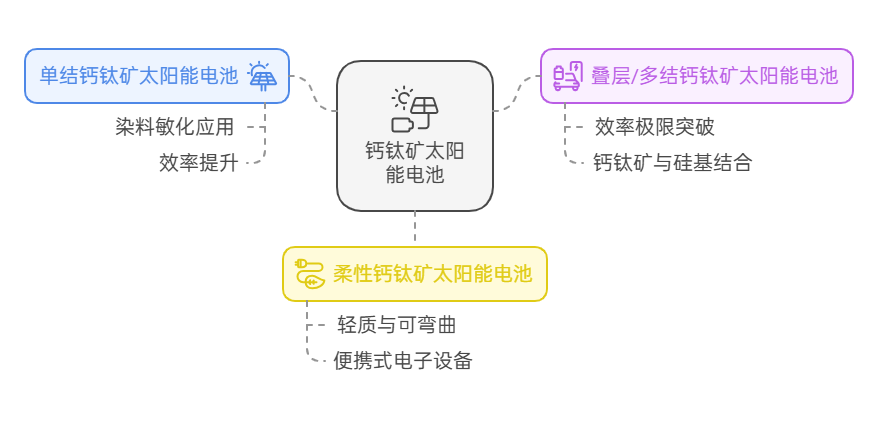 单结钙钛矿太阳能电池
染料敏化应用
效率提升
钙钛矿太阳
能电池
叠层/多结钙钛矿太阳能电池
效率极限突破
钙钛矿与硅基结合
柔性钙钛矿太阳能电池
轻质与可弯曲
便携式电子设备